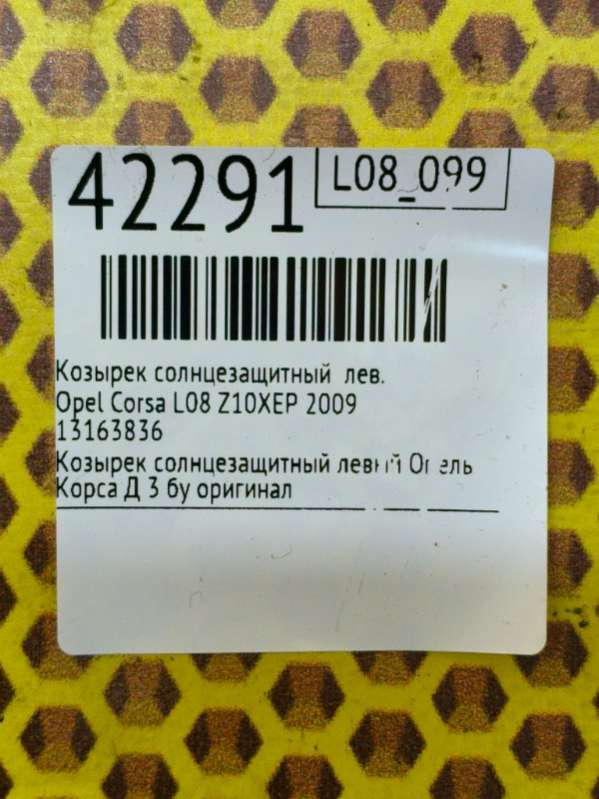 42291
L08_099
Козырек солнцезащитный лев.
Opel Corsa L08 Z10XEP 2009
13163836
Козырек солнцезащитный левый Опель
Корса Д 3 бу оригинал